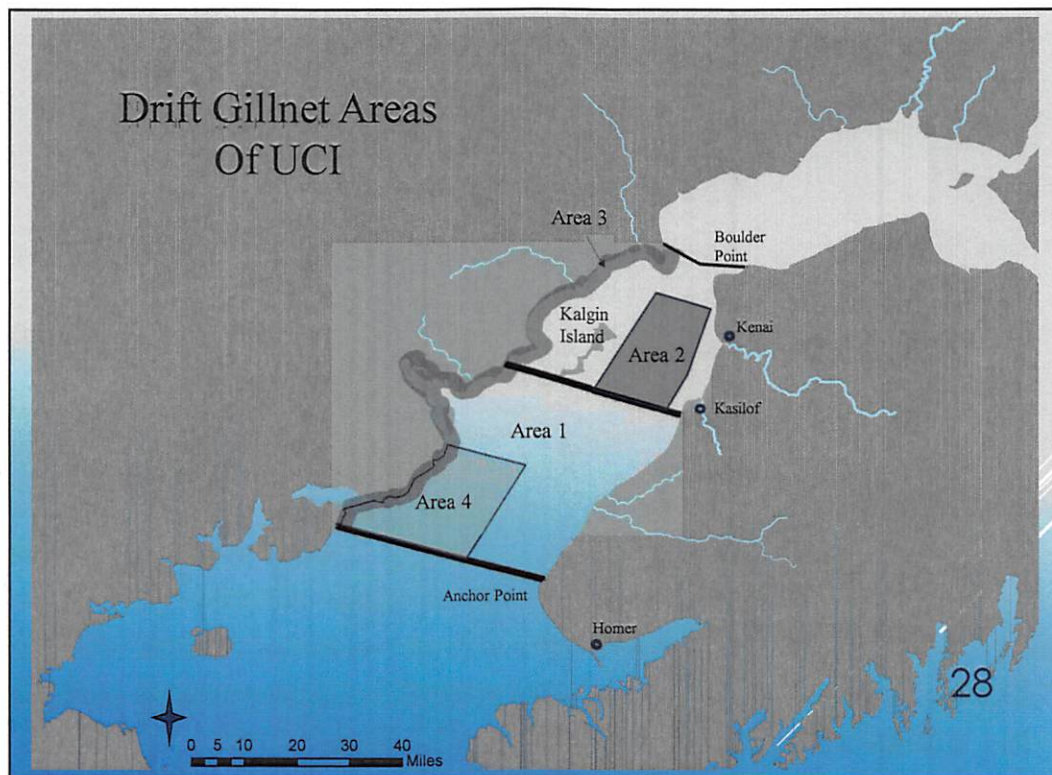 Drift Gillnet Areas
Of UCI
Area 3
Boulder
Point
Kalgin
Island
Kenai
Area 2
Kasilof
Area 1
Area 4
Anchor Point
Homer
28
0 5 10 20 30 40
Miles